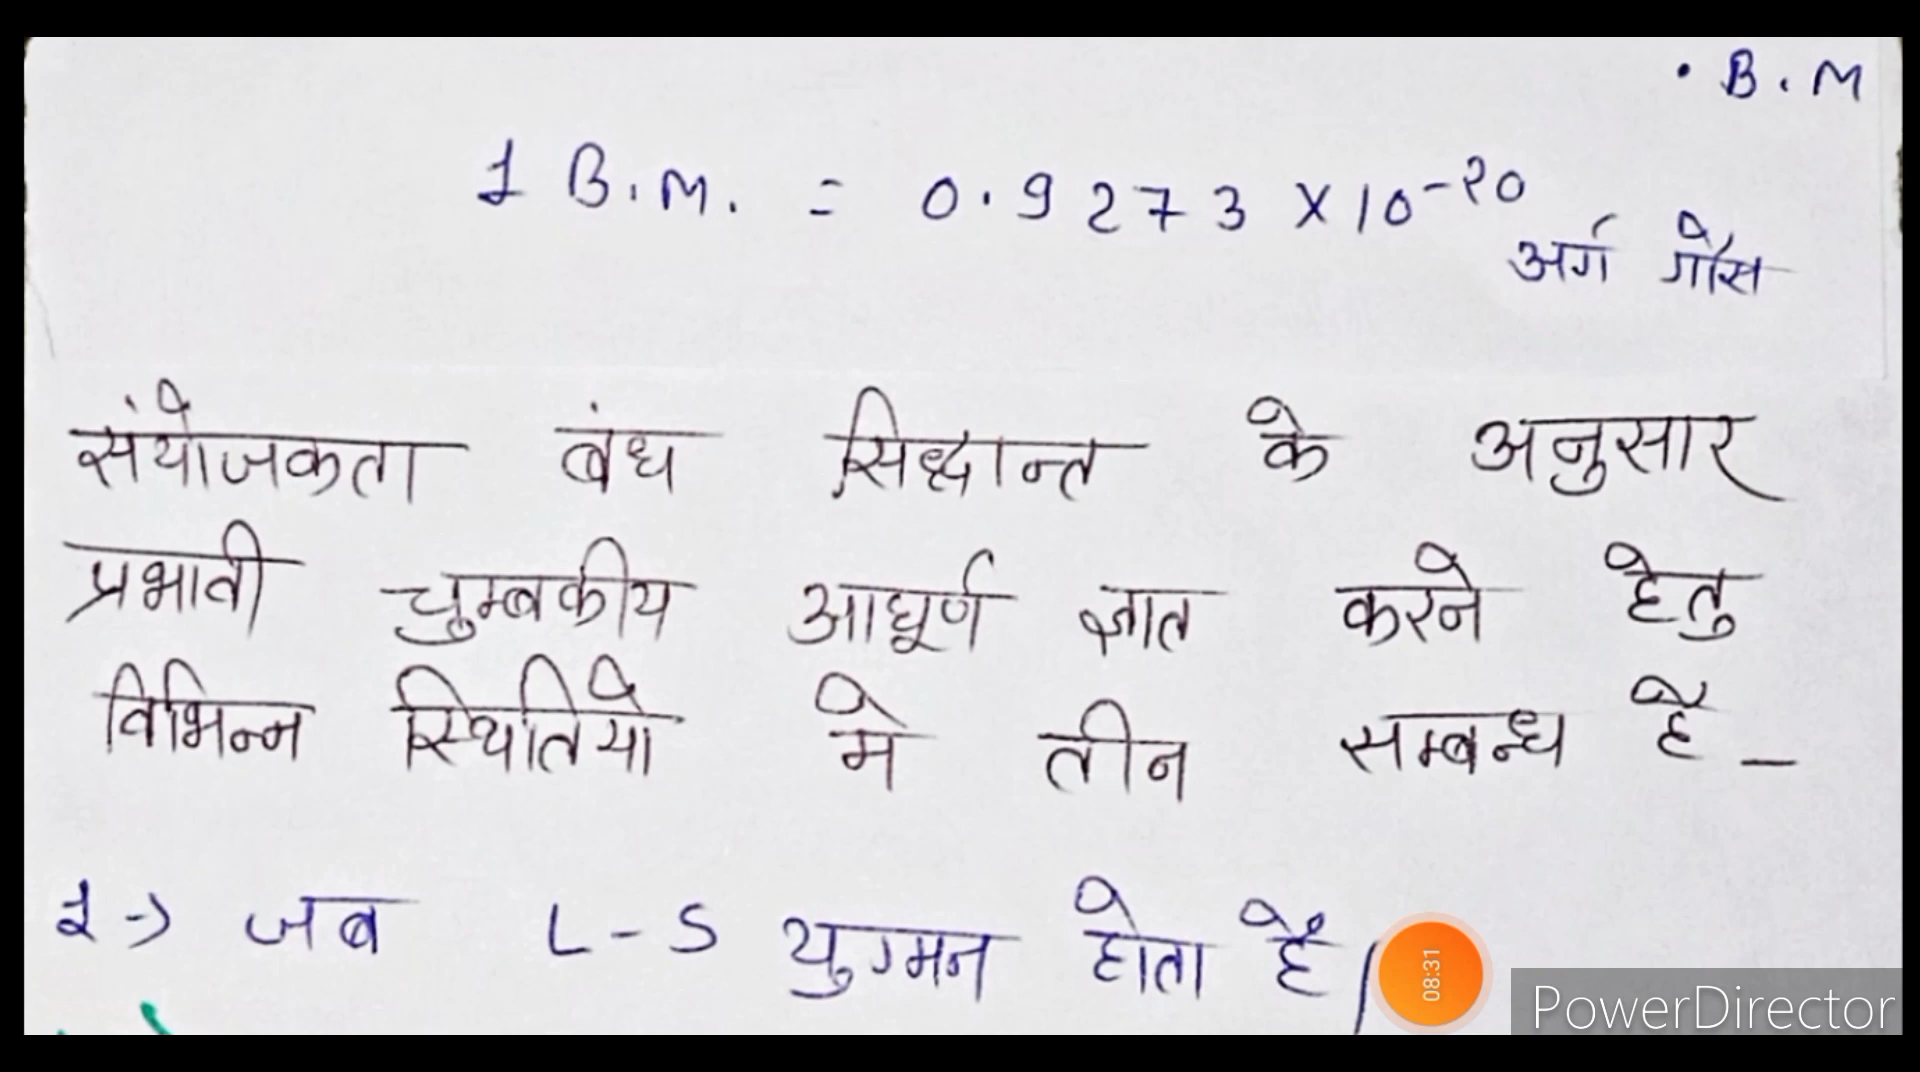 . B.M
1 B.M. = 0.9273 × 10⁻²⁰
अर्ग गौस
संयोजकता बंध सिद्धान्त के अनुसार
प्रभावी चुम्बकीय आघूर्ण ज्ञात करने हेतु
विभिन्न स्थितियो मे तीन सम्बन्ध है –
1 → जब L - S युग्मन होता है।
08:31
PowerDirector